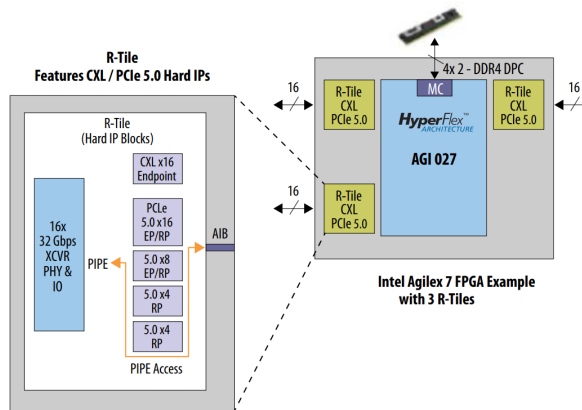 R-Tile
Features CXL / PCIe 5.0 Hard IPs
R-Tile
(Hard IP Blocks)
CXL x16
Endpoint
16x
32 Gbps
XCVR
PHY &
IO
PIPE
PCLe
5.0 x16
EP/RP
5.0 x8
EP/RP
5.0 x4
RP
5.0 x4
RP
AIB
PIPE Access
4x 2 - DDR4 DPC
16
R-Tile
CXL
PCIe 5.0
MC
HyperFlex™
ARCHITECTURE
AGI 027
R-Tile
CXL
PCIe 5.0
16
16
R-Tile
CXL
PCIe 5.0
Intel Agilex 7 FPGA Example
with 3 R-Tiles